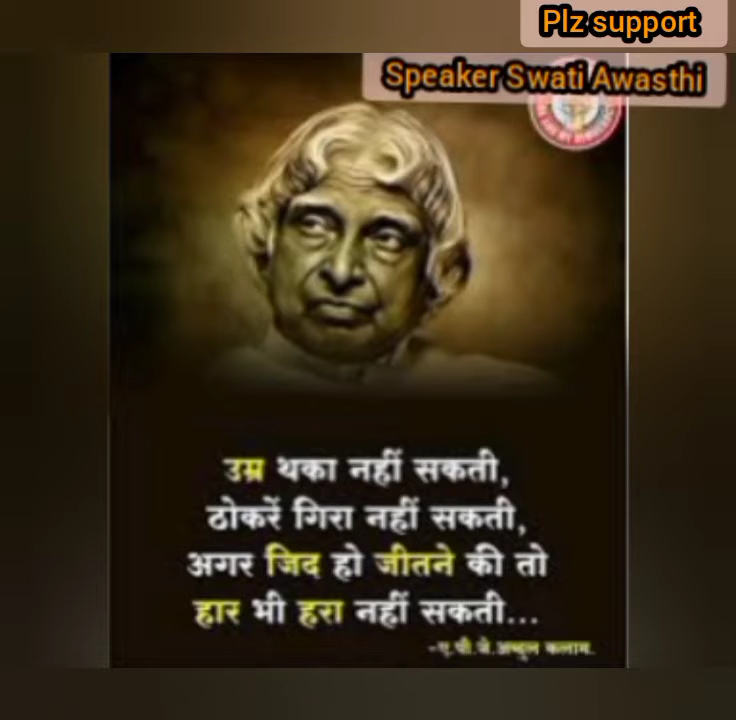 Plz support
Speaker Swati Awasthi
उम्र थका नहीं सकती,
ठोकरें गिरा नहीं सकती,
अगर जिद हो जीतने की तो
हार भी हरा नहीं सकती...
-ए.पी.जे.अब्दुल कलाम.